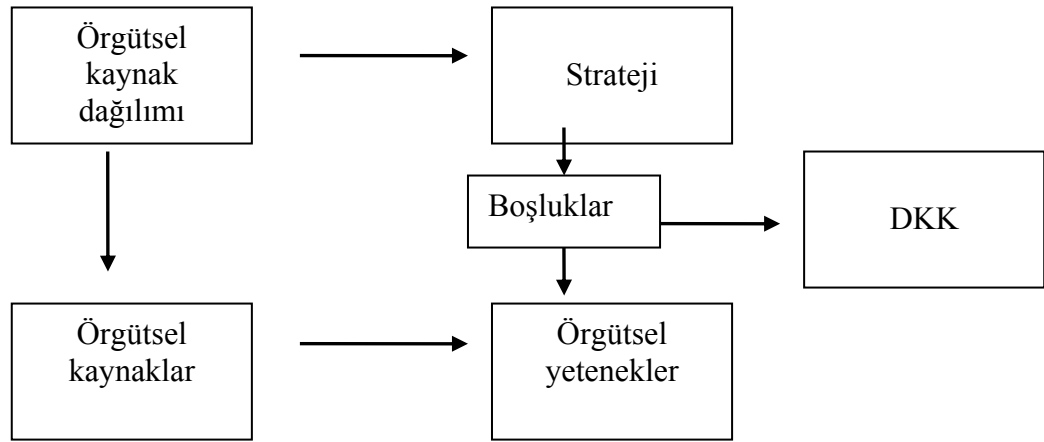 Örgütsel
kaynak
dağılımı
Strateji
Boşluklar
DKK
Örgütsel
kaynaklar
Örgütsel
yetenekler